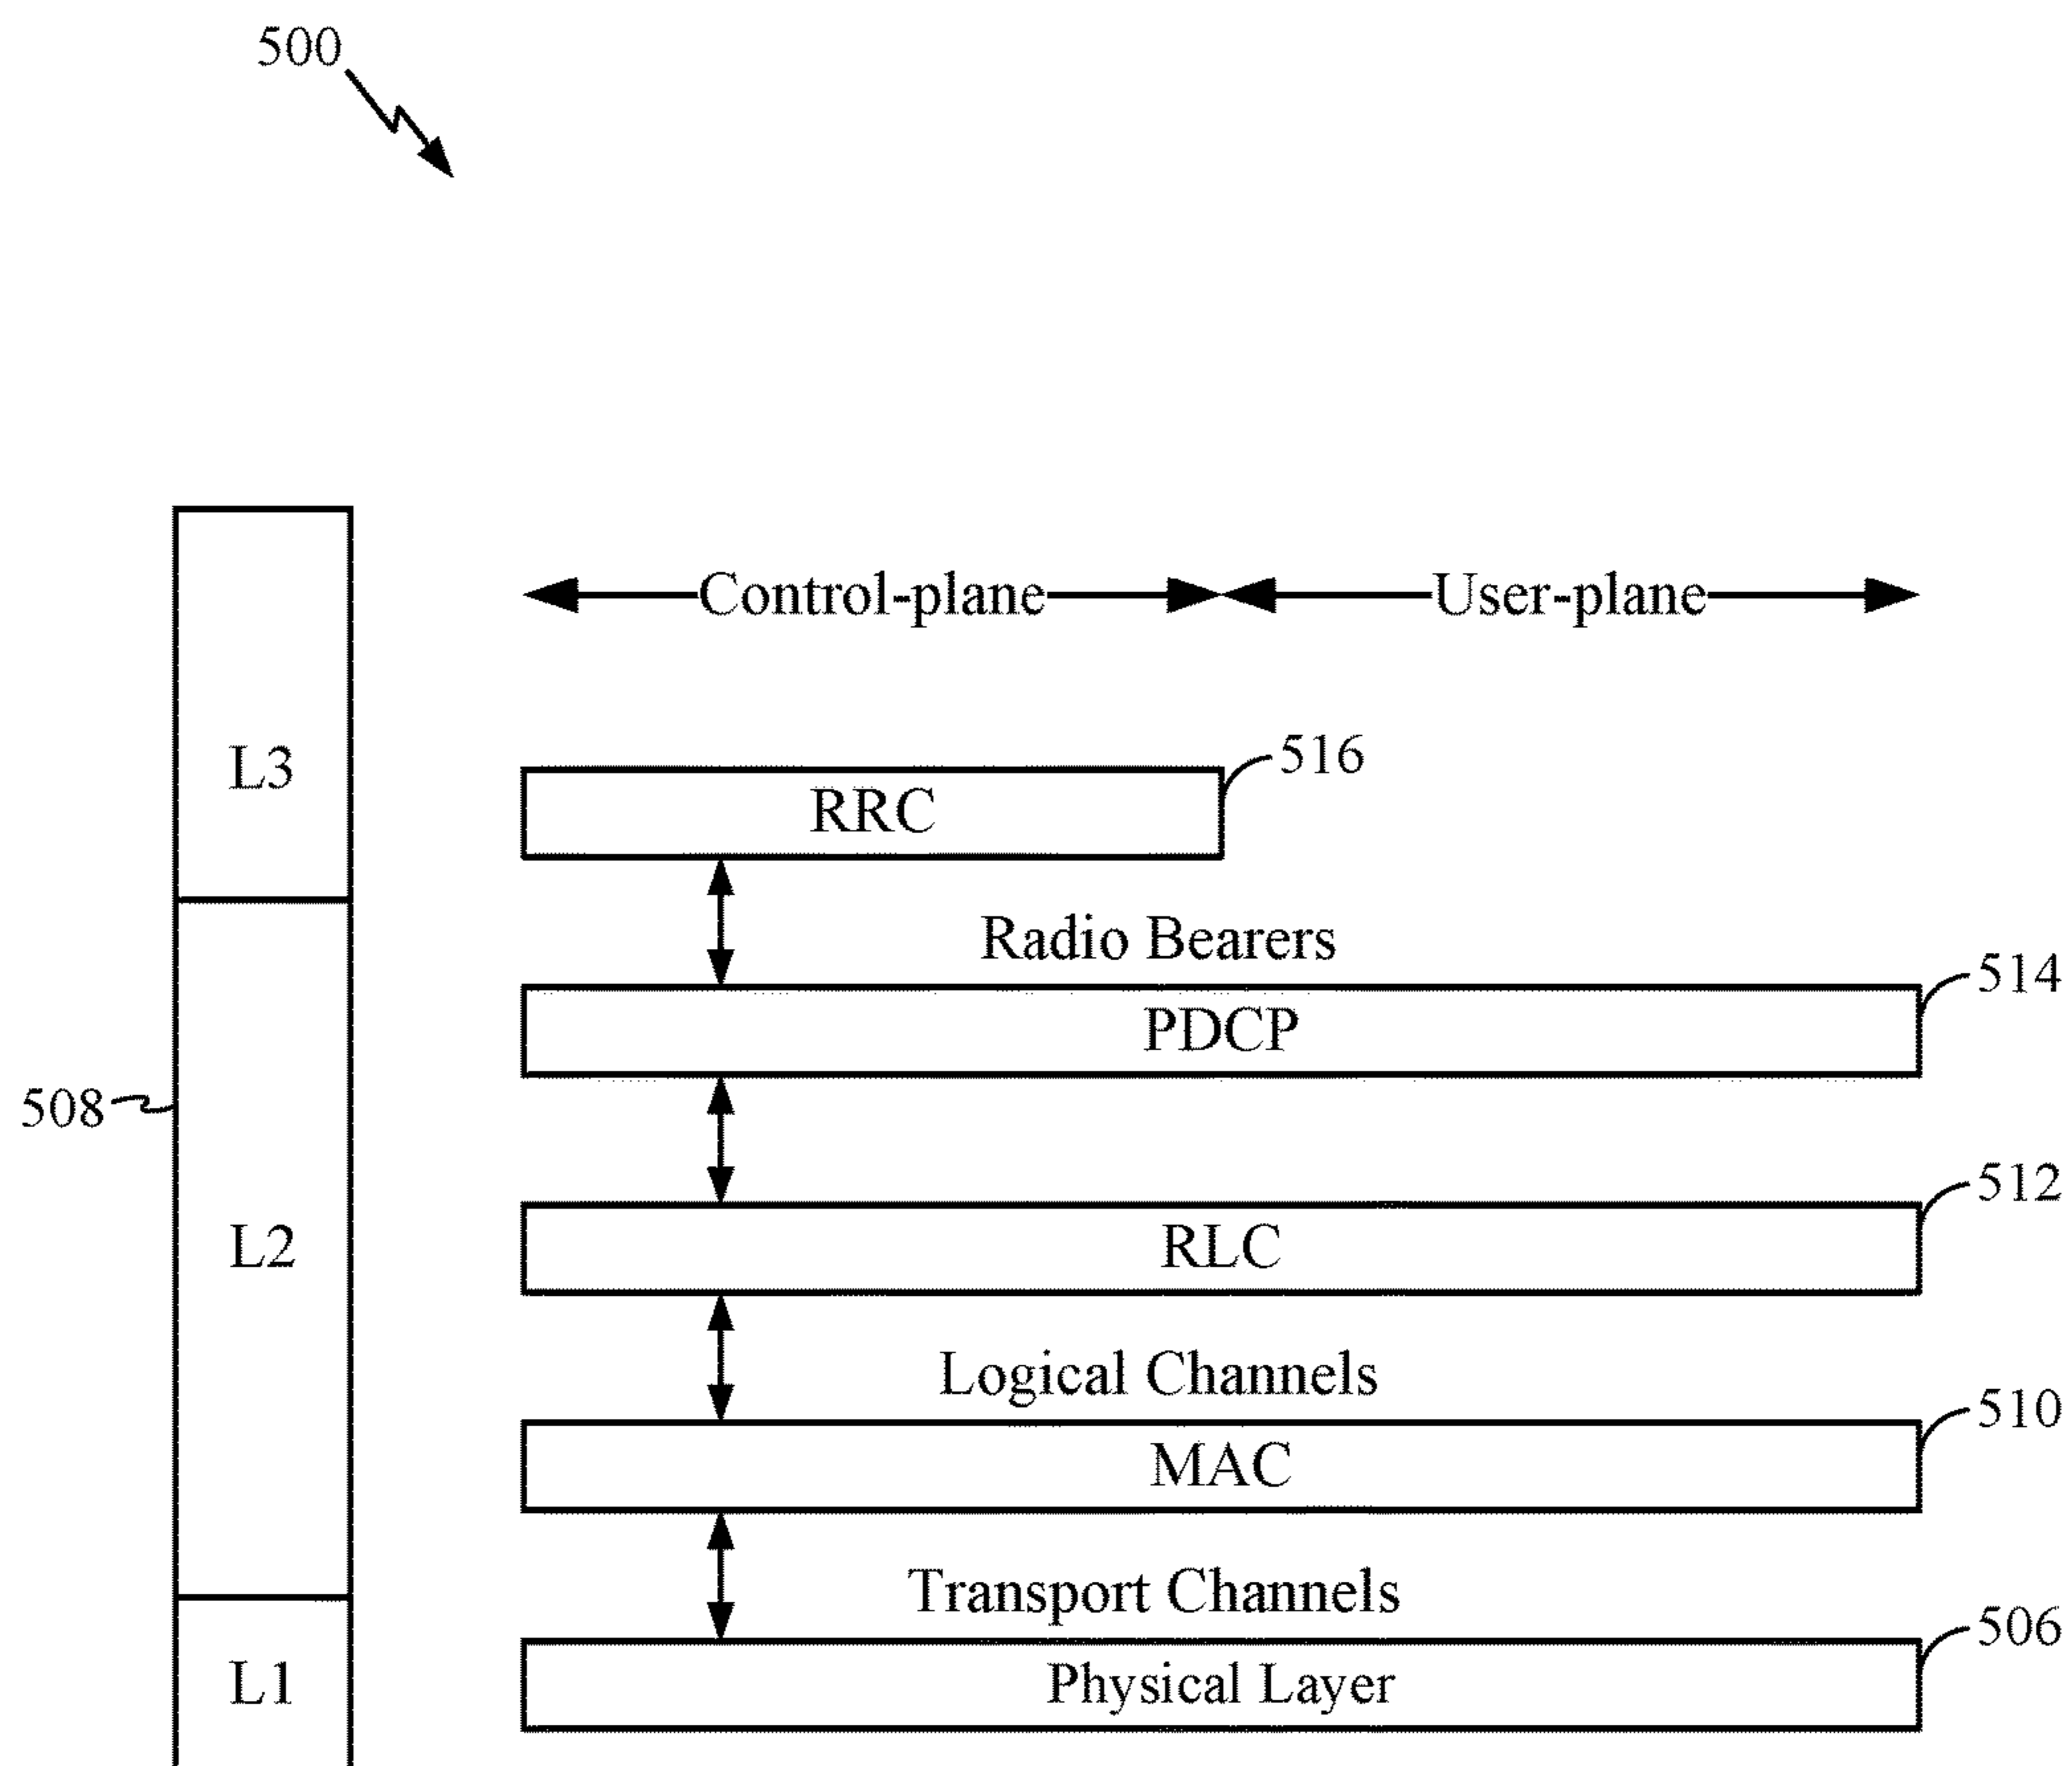 500
Control-plane
User-plane
L3
516
RRC
Radio Bearers
514
PDCP
508
512
L2
RLC
Logical Channels
510
MAC
Transport Channels
506
L1
Physical Layer